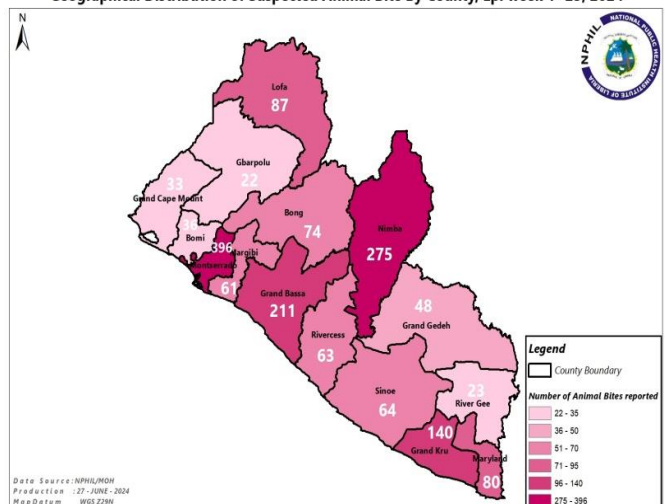 N
NPHIL
NATIONAL PUBLIC HEALTH
INSTITUTE OF LIBERIA
Lofa
87
Gbarpolu
22
33
Grand Cape Mount
36
Bomi
Bong
74
Nimba
275
396
Montserrado
Margibi
61
Grand Bassa
211
48
Grand Gedeh
Rivercess
63
Sinoe
64
23
River Gee
140
Grand Kru
Maryland
80
Legend
County Boundary
Number of Animal Bites reported
22 - 35
36 - 50
51 - 70
71 - 95
96 - 140
275 - 396
Data Source: NPHIL/MOH
Production : 27 - JUNE - 2024
Map Datum WGS Z29N